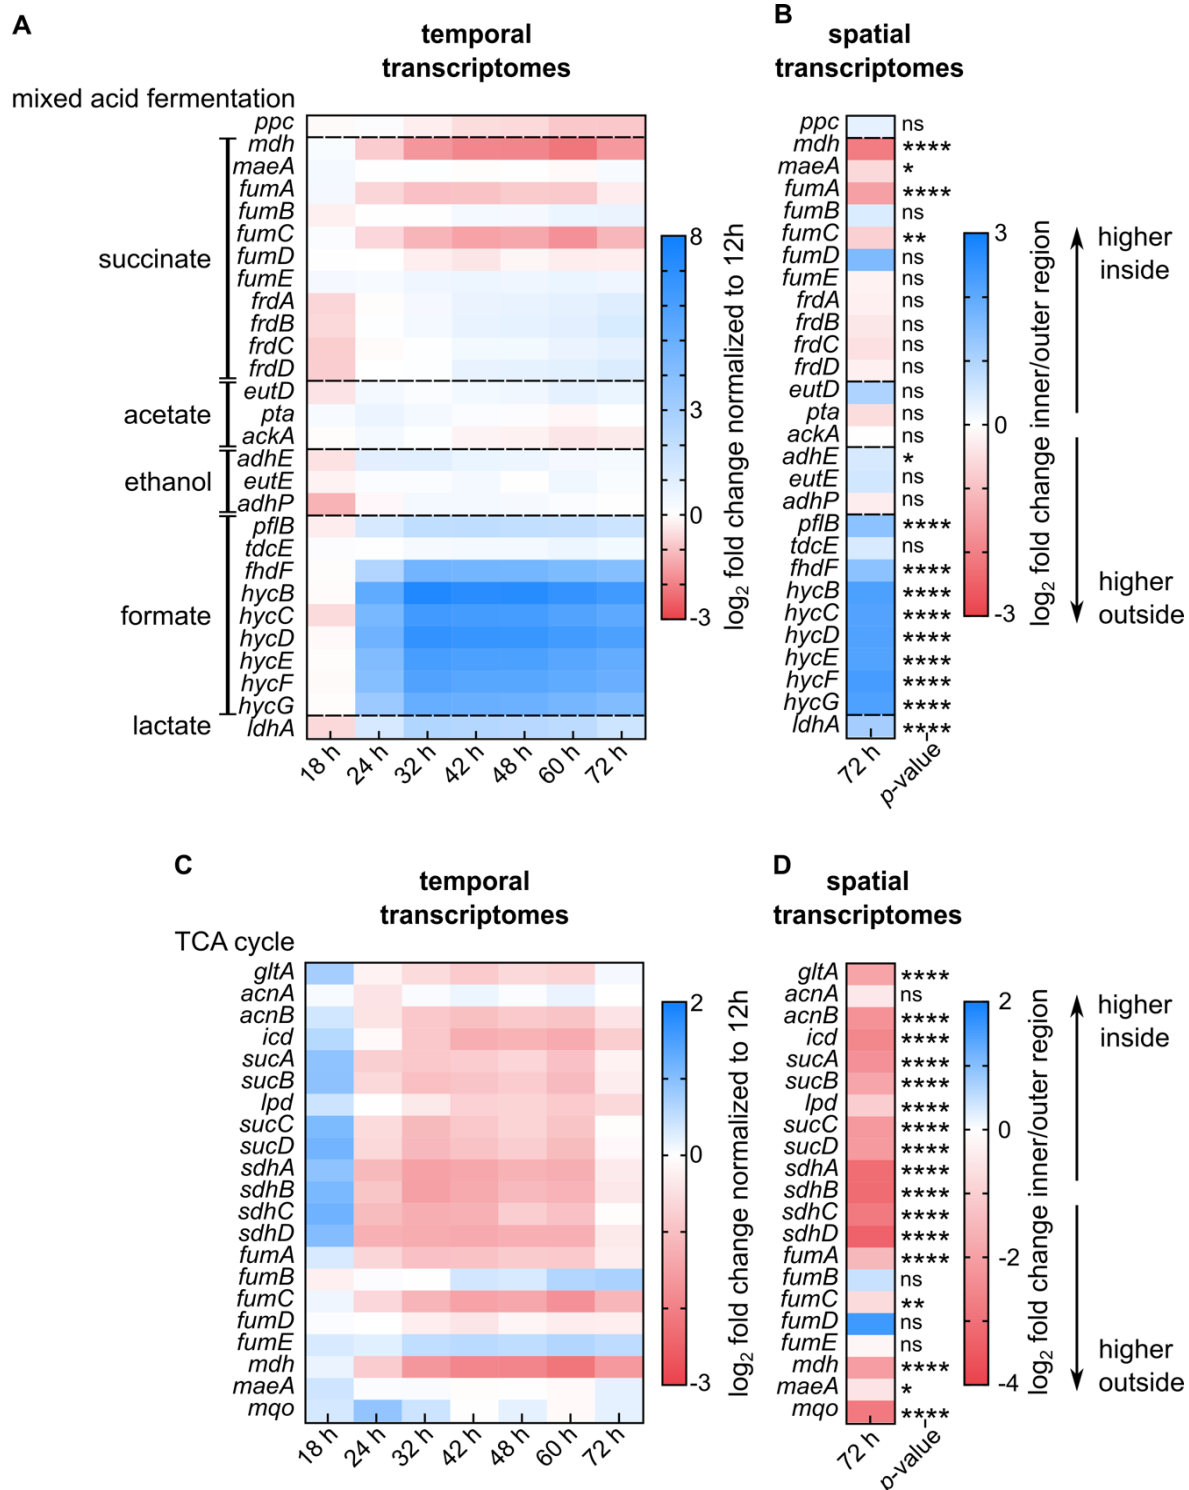 A
temporal
transcriptomes
mixed acid fermentation
ppc
mdh
maeA
fumA
fumB
fumC
fumD
fumE
frdA
frdB
frdC
frdD
eutD
pta
ackA
adhE
eutE
adhP
pflB
tdcE
fhdF
hycB
hycC
hycD
hycE
hycF
hycG
ldhA
succinate
acetate
ethanol
formate
lactate
18 h
24 h
32 h
42 h
48 h
60 h
72 h
8
3
0
-3
log2 fold change normalized to 12h
B
spatial
transcriptomes
ppc ns
mdh ****
maeA *
fumA ****
fumB ns
fumC **
fumD ns
fumE ns
frdA ns
frdB ns
frdC ns
frdD ns
eutD ns
pta ns
ackA ns
adhE *
eutE ns
adhP ns
pflB ****
tdcE ns
fhdF ****
hycB ****
hycC ****
hycD ****
hycE ****
hycF ****
hycG ****
ldhA ****
72 h
p-value
3
0
-3
log2 fold change inner/outer region
higher
inside
higher
outside
C
temporal
transcriptomes
TCA cycle
gltA
acnA
acnB
icd
sucA
sucB
lpd
sucC
sucD
sdhA
sdhB
sdhC
sdhD
fumA
fumB
fumC
fumD
fumE
mdh
maeA
mqo
18 h
24 h
32 h
42 h
48 h
60 h
72 h
2
0
-3
log2 fold change normalized to 12h
D
spatial
transcriptomes
gltA ****
acnA ns
acnB ****
icd ****
sucA ****
sucB ****
lpd ****
sucC ****
sucD ****
sdhA ****
sdhB ****
sdhC ****
sdhD ****
fumA ****
fumB ns
fumC **
fumD ns
fumE ns
mdh ****
maeA *
mqo ****
72 h
p-value
2
0
-2
-4
log2 fold change inner/outer region
higher
inside
higher
outside